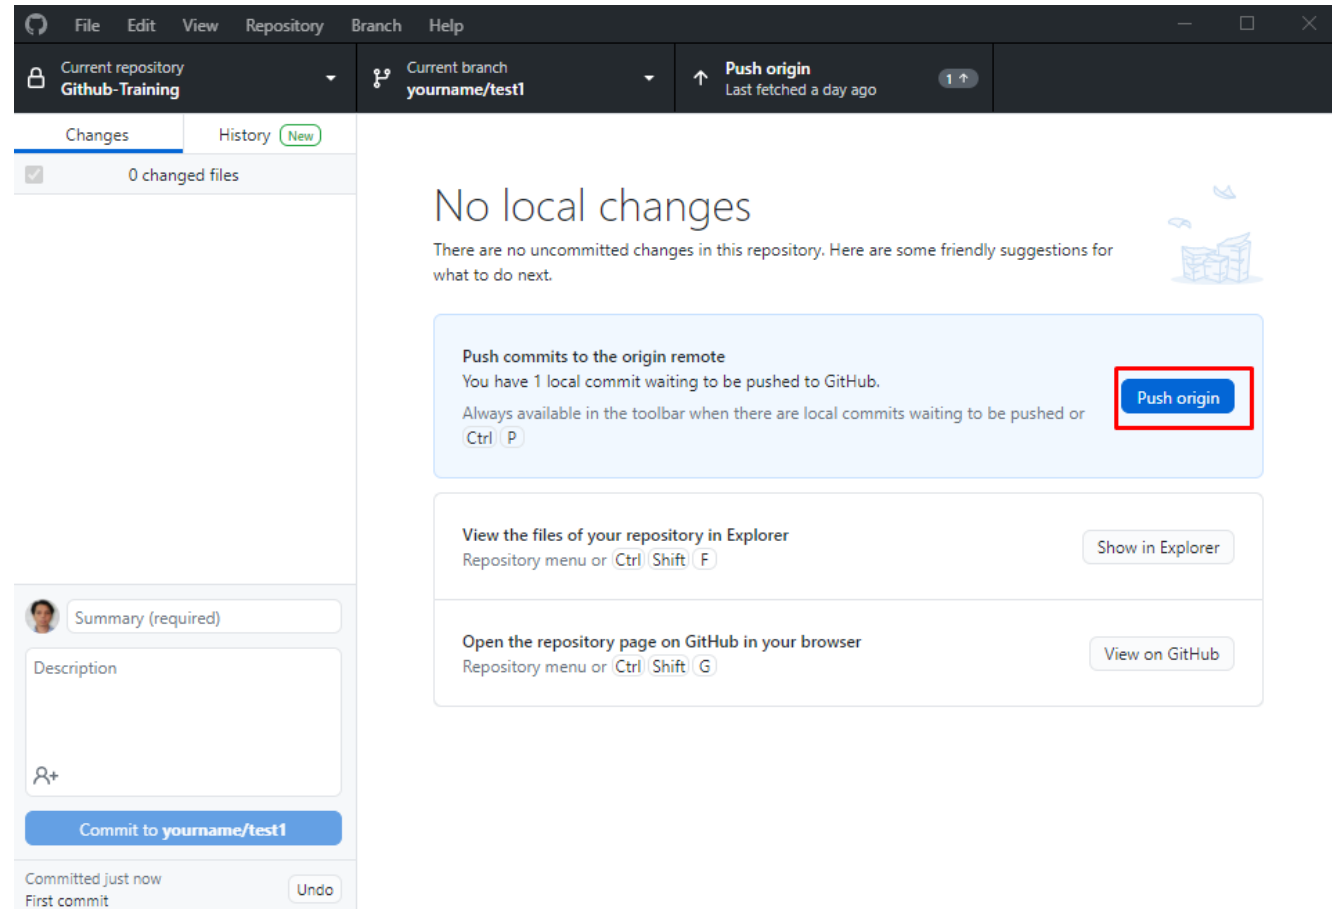 File Edit View Repository Branch Help
Current repository
Github-Training
Current branch
yourname/test1
Push origin
Last fetched a day ago
1
Changes
History New
0 changed files
No local changes
There are no uncommitted changes in this repository. Here are some friendly suggestions for
what to do next.
Push commits to the origin remote
You have 1 local commit waiting to be pushed to GitHub.
Always available in the toolbar when there are local commits waiting to be pushed or
Ctrl P
Push origin
View the files of your repository in Explorer
Repository menu or Ctrl Shift F
Show in Explorer
Open the repository page on GitHub in your browser
Repository menu or Ctrl Shift G
View on GitHub
Summary (required)
Description
Commit to yourname/test1
Committed just now
First commit
Undo